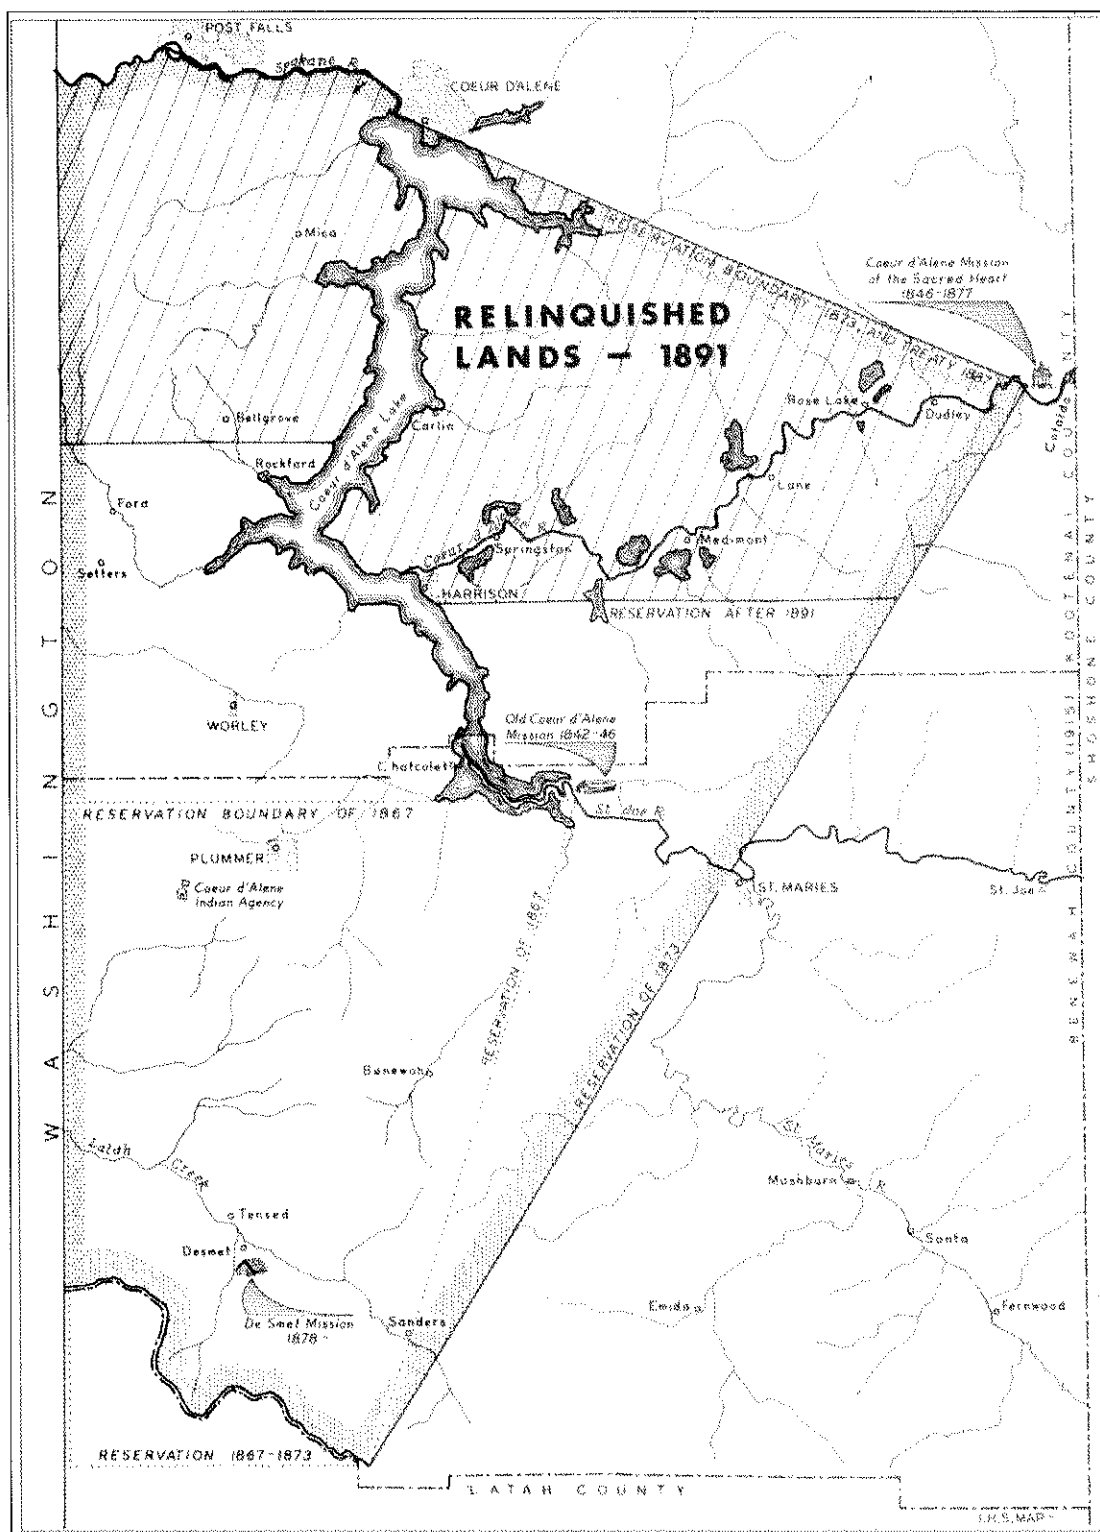 POST FALLS
Spokane R.
COEUR D'ALENE
RESERVATION BOUNDARY 1873, AND TREATY 1887
Mica
Coeur d'Alene Mission
of the Sacred Heart
1846-1877
RELINQUISHED
LANDS — 1891
Rose Lake
Dudley
Cataldo
Bellgrove
Carlin
Coeur d'Alene Lake
Rockford
Lane
Ford
Coeur d'Alene R.
Springston
Medimont
Setters
HARRISON
RESERVATION AFTER 1891
WORLEY
Old Coeur d'Alene
Mission 1842-46
Chatcolet
RESERVATION BOUNDARY OF 1867
St. Joe R.
PLUMMER
ST. MARIES
St. Joe
Coeur d'Alene
Indian Agency
RESERVATION OF 1867
RESERVATION OF 1873
Benewah
WASHINGTON
KOOTENAI COUNTY
BENEWAH COUNTY (1915)
SHOSHONE COUNTY
Latah
Creek
St. Maries R.
Mashburn
Tensed
Desmet
Santa
De Smet Mission
1878-
Sanders
Emida
Fernwood
RESERVATION 1867-1873
LATAH COUNTY
I.H.S. MAP-